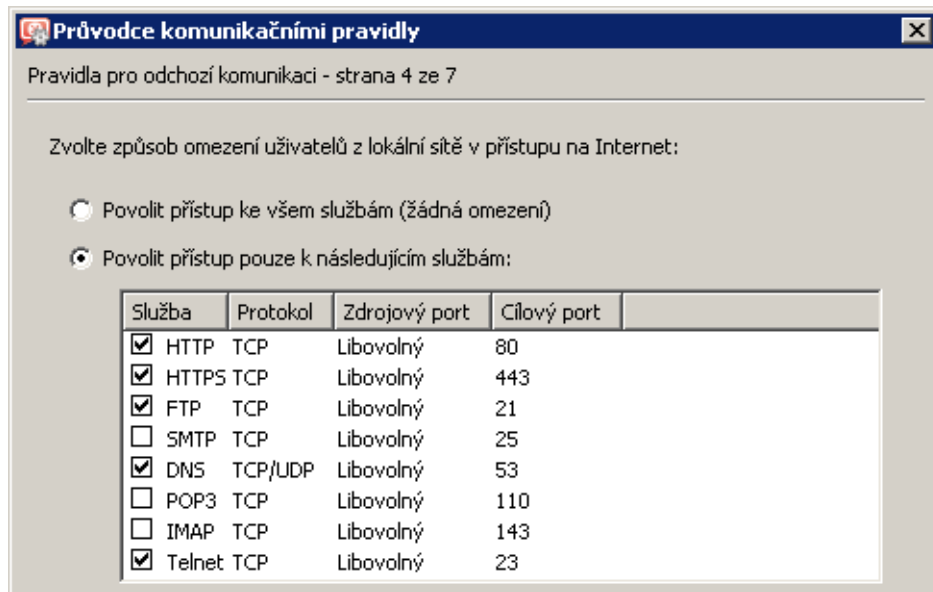 Průvodce komunikačními pravidly
Pravidla pro odchozí komunikaci - strana 4 ze 7
Zvolte způsob omezení uživatelů z lokální sítě v přístupu na Internet:
Povolit přístup ke všem službám (žádná omezení)
Povolit přístup pouze k následujícím službám:
Služba Protokol Zdrojový port Cílový port
HTTP TCP Libovolný 80
HTTPS TCP Libovolný 443
FTP TCP Libovolný 21
SMTP TCP Libovolný 25
DNS TCP/UDP Libovolný 53
POP3 TCP Libovolný 110
IMAP TCP Libovolný 143
Telnet TCP Libovolný 23